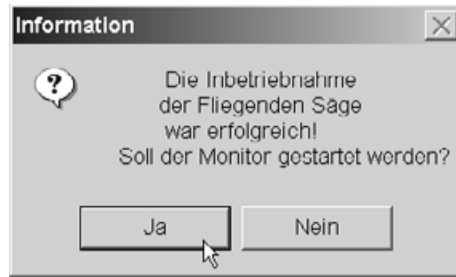 Information
Die Inbetriebnahme
der Fliegenden Säge
war erfolgreich!
Soll der Monitor gestartet werden?
Ja
Nein